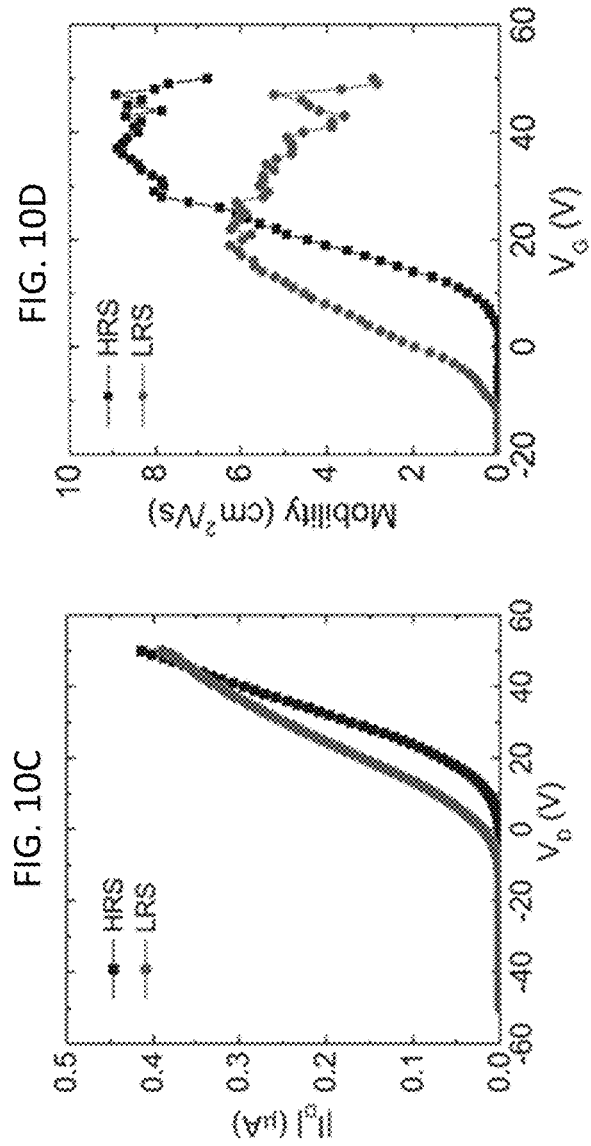 FIG. 10C
0.5
0.4
0.3
0.2
0.1
0.0
|I_D| (μA)
HRS
LRS
-60
-40
-20
0
20
40
60
V_D (V)
FIG. 10D
10
8
6
4
2
0
Mobility (cm²/Vs)
HRS
LRS
-20
0
20
40
60
V_G (V)